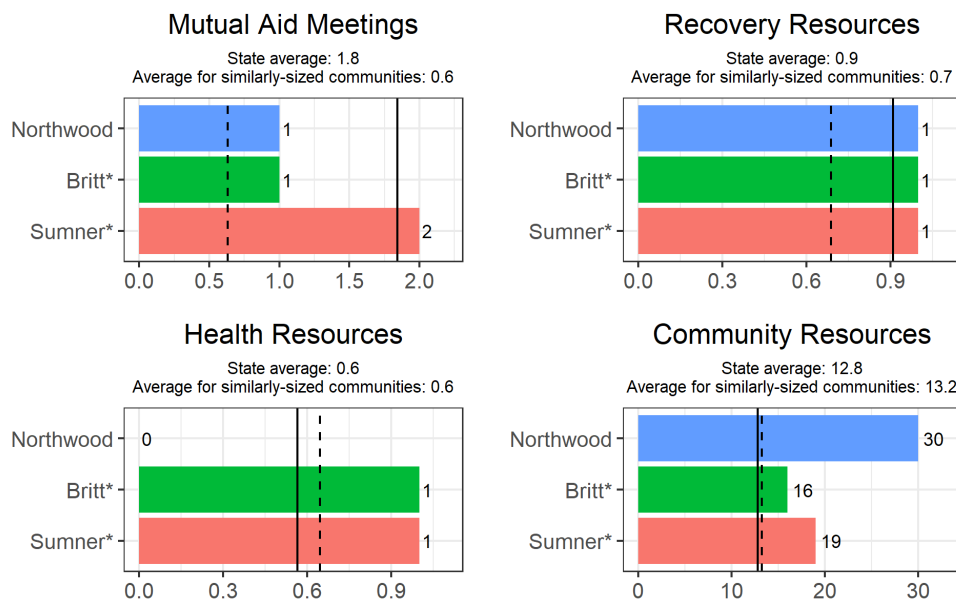 Mutual Aid Meetings
State average: 1.8
Average for similarly-sized communities: 0.6
Northwood
1
Britt*
1
Sumner*
2
0.0 0.5 1.0 1.5 2.0
Recovery Resources
State average: 0.9
Average for similarly-sized communities: 0.7
Northwood
1
Britt*
1
Sumner*
1
0.0 0.3 0.6 0.9
Health Resources
State average: 0.6
Average for similarly-sized communities: 0.6
Northwood
0
Britt*
1
Sumner*
1
0.0 0.3 0.6 0.9
Community Resources
State average: 12.8
Average for similarly-sized communities: 13.2
Northwood
30
Britt*
16
Sumner*
19
0 10 20 30